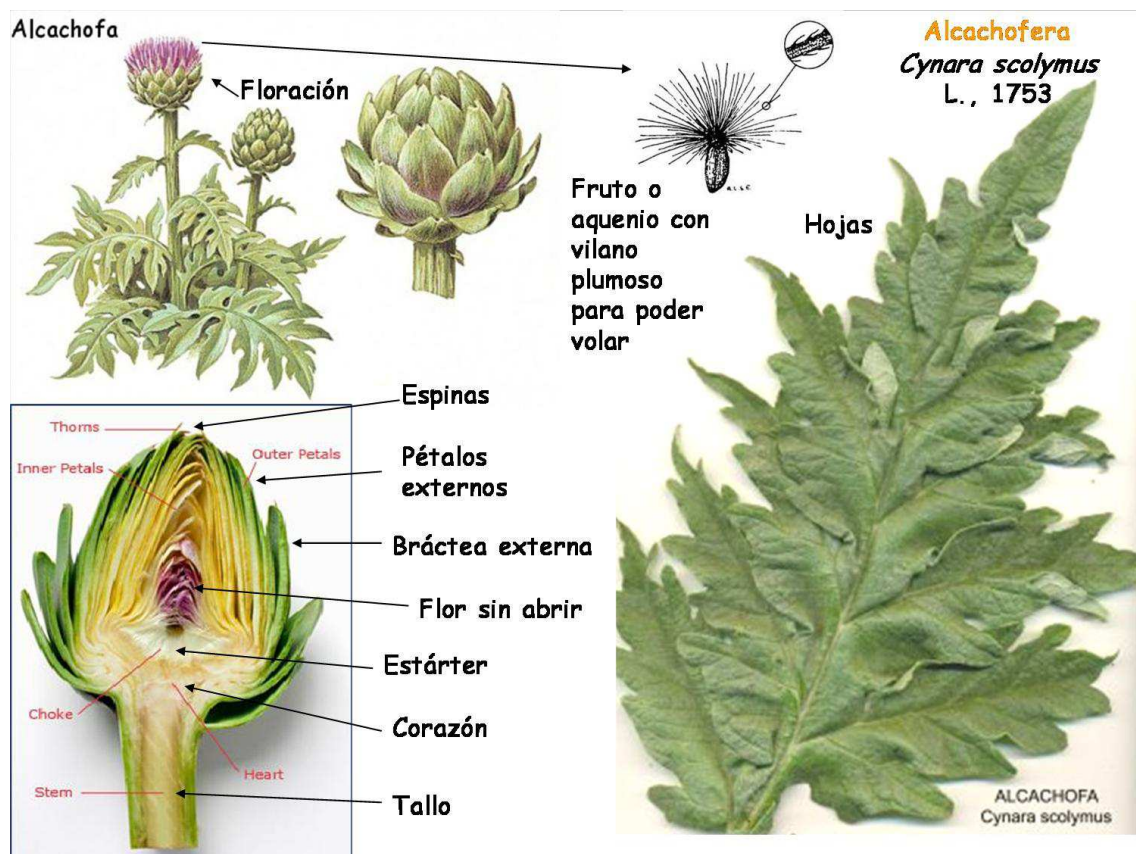 Alcachofa
Floración
Fruto o
aquenio con
vilano
plumoso
para poder
volar
A.L.S.C.
Alcachofera
Cynara scolymus
L., 1753
Hojas
Thorns
Inner Petals
Outer Petals
Choke
Heart
Stem
Espinas
Pétalos
externos
Bráctea externa
Flor sin abrir
Estárter
Corazón
Tallo
ALCACHOFA
Cynara scolymus